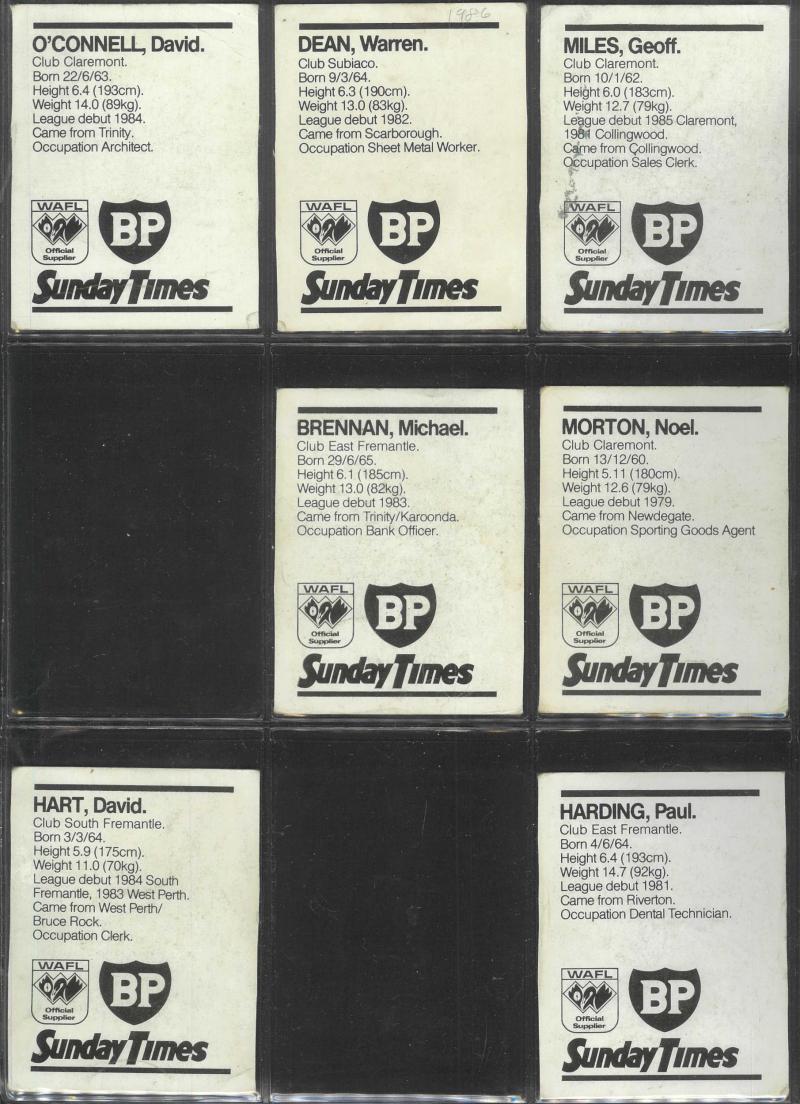 O'CONNELL, David.
Club Claremont.
Born 22/6/63.
Height 6.4 (193cm).
Weight 14.0 (89kg).
League debut 1984.
Came from Trinity.
Occupation Architect.
WAFL
Official
Supplier
BP
Sunday Times
1986
DEAN, Warren.
Club Subiaco.
Born 9/3/64.
Height 6.3 (190cm).
Weight 13.0 (83kg).
League debut 1982.
Came from Scarborough.
Occupation Sheet Metal Worker.
WAFL
Official
Supplier
BP
Sunday Times
MILES, Geoff.
Club Claremont.
Born 10/1/62.
Height 6.0 (183cm).
Weight 12.7 (79kg).
League debut 1985 Claremont,
1981 Collingwood.
Came from Collingwood.
Occupation Sales Clerk.
WAFL
Official
Supplier
BP
Sunday Times
BRENNAN, Michael.
Club East Fremantle.
Born 29/6/65.
Height 6.1 (185cm).
Weight 13.0 (82kg).
League debut 1983.
Came from Trinity/Karoonda.
Occupation Bank Officer.
WAFL
Official
Supplier
BP
Sunday Times
MORTON, Noel.
Club Claremont.
Born 13/12/60.
Height 5.11 (180cm).
Weight 12.6 (79kg).
League debut 1979.
Came from Newdegate.
Occupation Sporting Goods Agent
WAFL
Official
Supplier
BP
Sunday Times
HART, David.
Club South Fremantle.
Born 3/3/64.
Height 5.9 (175cm).
Weight 11.0 (70kg).
League debut 1984 South
Fremantle, 1983 West Perth.
Came from West Perth/
Bruce Rock.
Occupation Clerk.
WAFL
Official
Supplier
BP
Sunday Times
HARDING, Paul.
Club East Fremantle.
Born 4/6/64.
Height 6.4 (193cm).
Weight 14.7 (92kg).
League debut 1981.
Came from Riverton.
Occupation Dental Technician.
WAFL
Official
Supplier
BP
Sunday Times